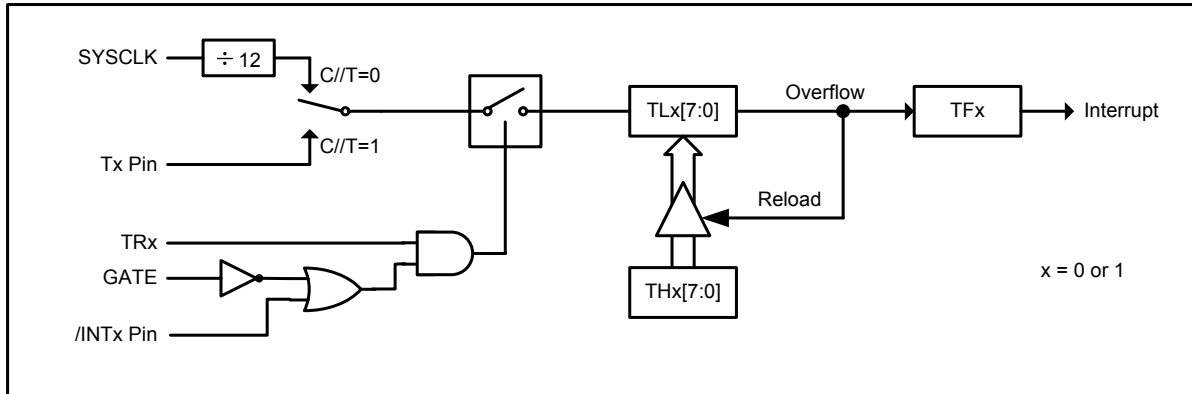 SYSCLK
÷ 12
C//T=0
C//T=1
Tx Pin
TRx
GATE
/INTx Pin
TLx[7:0]
Overflow
TFx
Interrupt
Reload
THx[7:0]
x = 0 or 1